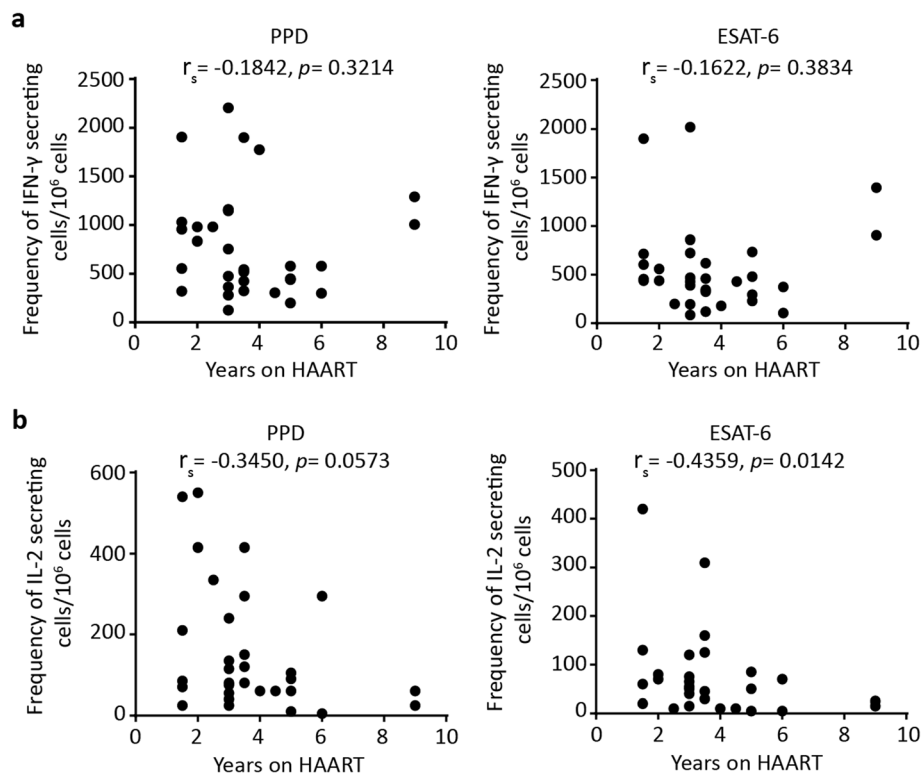 a
PPD
rs= -0.1842, p= 0.3214
Frequency of IFN-γ secreting
cells/10⁶ cells
2500
2000
1500
1000
500
0
0 2 4 6 8 10
Years on HAART
ESAT-6
rs= -0.1622, p= 0.3834
Frequency of IFN-γ secreting
cells/10⁶ cells
2500
2000
1500
1000
500
0
0 2 4 6 8 10
Years on HAART
b
PPD
rs= -0.3450, p= 0.0573
Frequency of IL-2 secreting
cells/10⁶ cells
600
400
200
0
0 2 4 6 8 10
Years on HAART
ESAT-6
rs= -0.4359, p= 0.0142
Frequency of IL-2 secreting
cells/10⁶ cells
500
400
300
200
100
0
0 2 4 6 8 10
Years on HAART